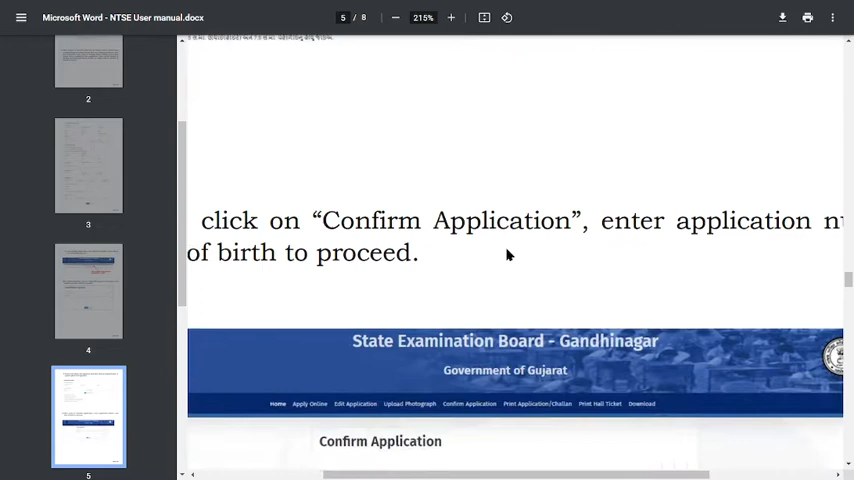 Microsoft Word - NTSE User manual.docx
5 / 8
215%
2
3
4
5
click on “Confirm Application”, enter application
of birth to proceed.
State Examination Board - Gandhinagar
Government of Gujarat
Home Apply Online Edit Application Upload Photograph Confirm Application Print Application/Challan Print Hall Ticket Download
Confirm Application